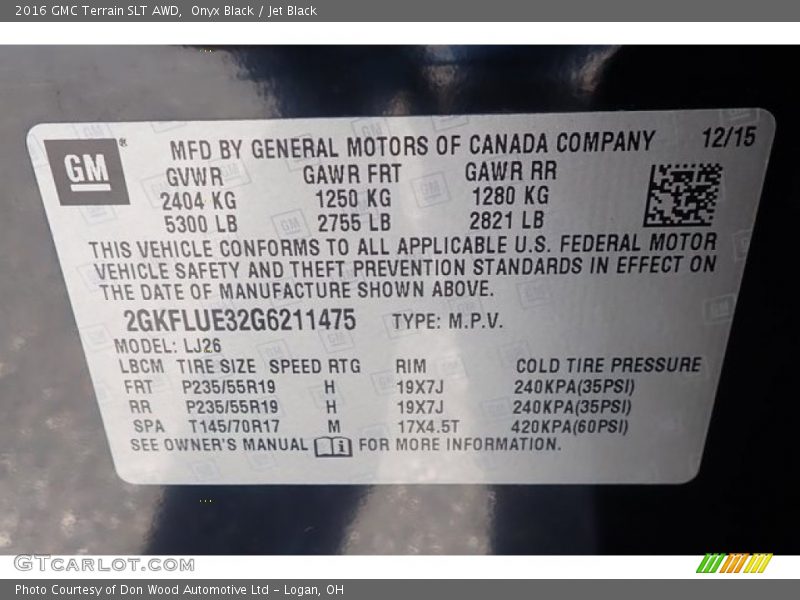 2016 GMC Terrain SLT AWD,  Onyx Black / Jet Black
GM®
MFD BY GENERAL MOTORS OF CANADA COMPANY 12/15
GVWR GAWR FRT GAWR RR
2404 KG 1250 KG 1280 KG
5300 LB 2755 LB 2821 LB
THIS VEHICLE CONFORMS TO ALL APPLICABLE U.S. FEDERAL MOTOR
VEHICLE SAFETY AND THEFT PREVENTION STANDARDS IN EFFECT ON
THE DATE OF MANUFACTURE SHOWN ABOVE.
2GKFLUE32G6211475 TYPE: M.P.V.
MODEL: LJ26
LBCM TIRE SIZE SPEED RTG RIM COLD TIRE PRESSURE
FRT P235/55R19 H 19X7J 240KPA(35PSI)
RR P235/55R19 H 19X7J 240KPA(35PSI)
SPA T145/70R17 M 17X4.5T 420KPA(60PSI)
SEE OWNER'S MANUAL i FOR MORE INFORMATION.
GTCARLOT.COM
Photo Courtesy of Don Wood Automotive Ltd – Logan, OH